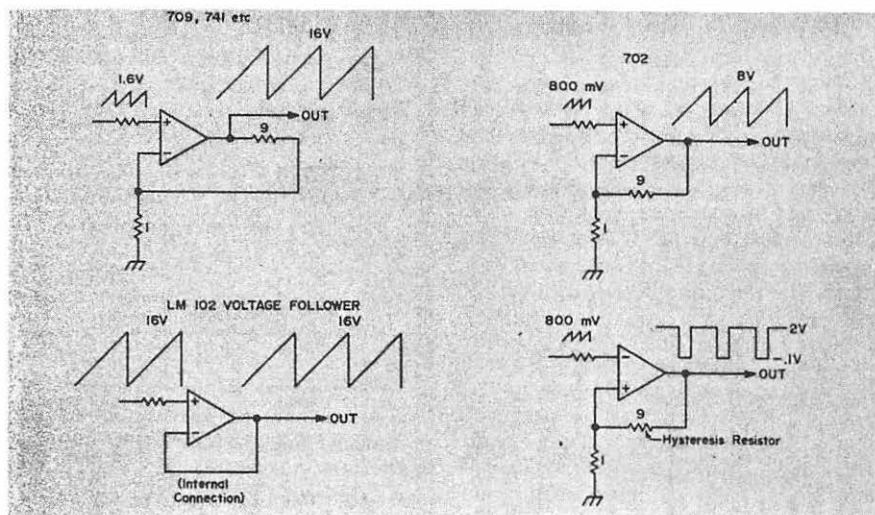 709, 741 etc
16V
1.6V
+
−
OUT
9
1
702
800 mV
8V
+
−
OUT
9
1
LM 102 VOLTAGE FOLLOWER
16V
16V
+
−
OUT
(Internal
Connection)
800 mV
2V
−.1V
−
+
OUT
9
Hysteresis Resistor
1